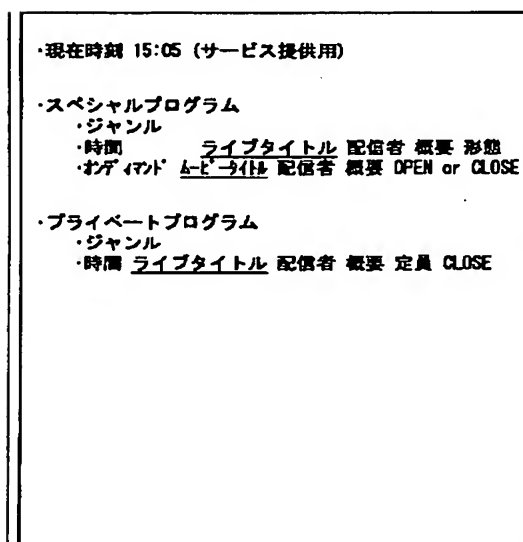 ・現在時刻 15:05 (サービス提供用)
・スペシャルプログラム
・ジャンル
・時間 ライブタイトル 配信者 概要 形態
・オンディマンド ムービータイトル 配信者 概要 OPEN or CLOSE
・プライベートプログラム
・ジャンル
・時間 ライブタイトル 配信者 概要 定員 CLOSE